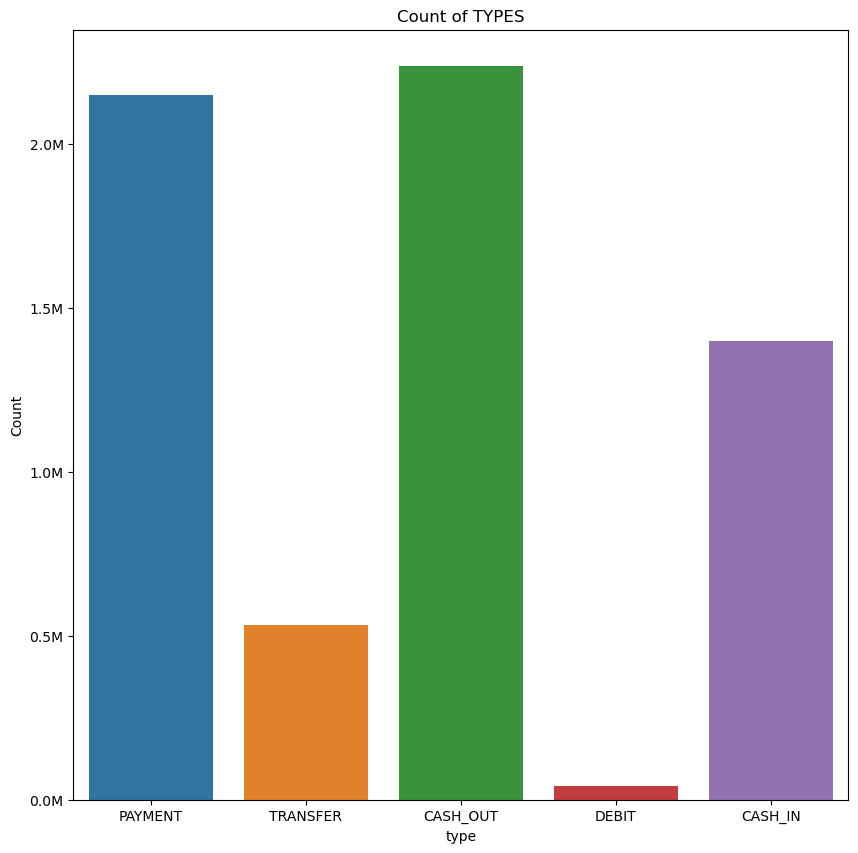 Count of TYPES
2.0M
1.5M
1.0M
0.5M
0.0M
Count
PAYMENT TRANSFER CASH_OUT DEBIT CASH_IN
type